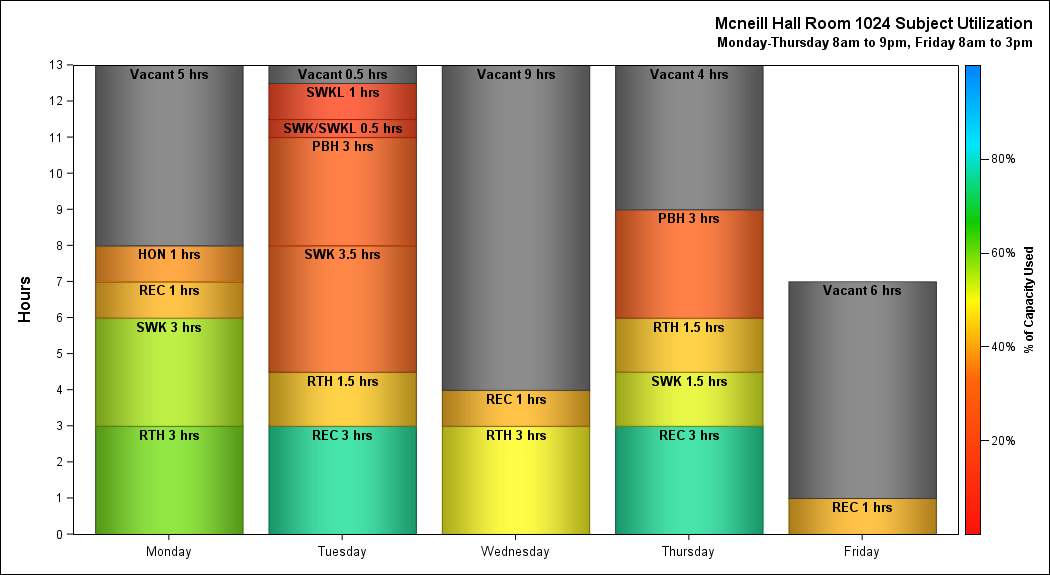 Mcneill Hall Room 1024 Subject Utilization
Monday-Thursday 8am to 9pm, Friday 8am to 3pm
Hours
13
12
11
10
9
8
7
6
5
4
3
2
1
0
Vacant 5 hrs
HON 1 hrs
REC 1 hrs
SWK 3 hrs
RTH 3 hrs
Vacant 0.5 hrs
SWKL 1 hrs
SWK/SWKL 0.5 hrs
PBH 3 hrs
SWK 3.5 hrs
RTH 1.5 hrs
REC 3 hrs
Vacant 9 hrs
REC 1 hrs
RTH 3 hrs
Vacant 4 hrs
PBH 3 hrs
RTH 1.5 hrs
SWK 1.5 hrs
REC 3 hrs
Vacant 6 hrs
REC 1 hrs
Monday
Tuesday
Wednesday
Thursday
Friday
80%
60%
40%
20%
% of Capacity Used